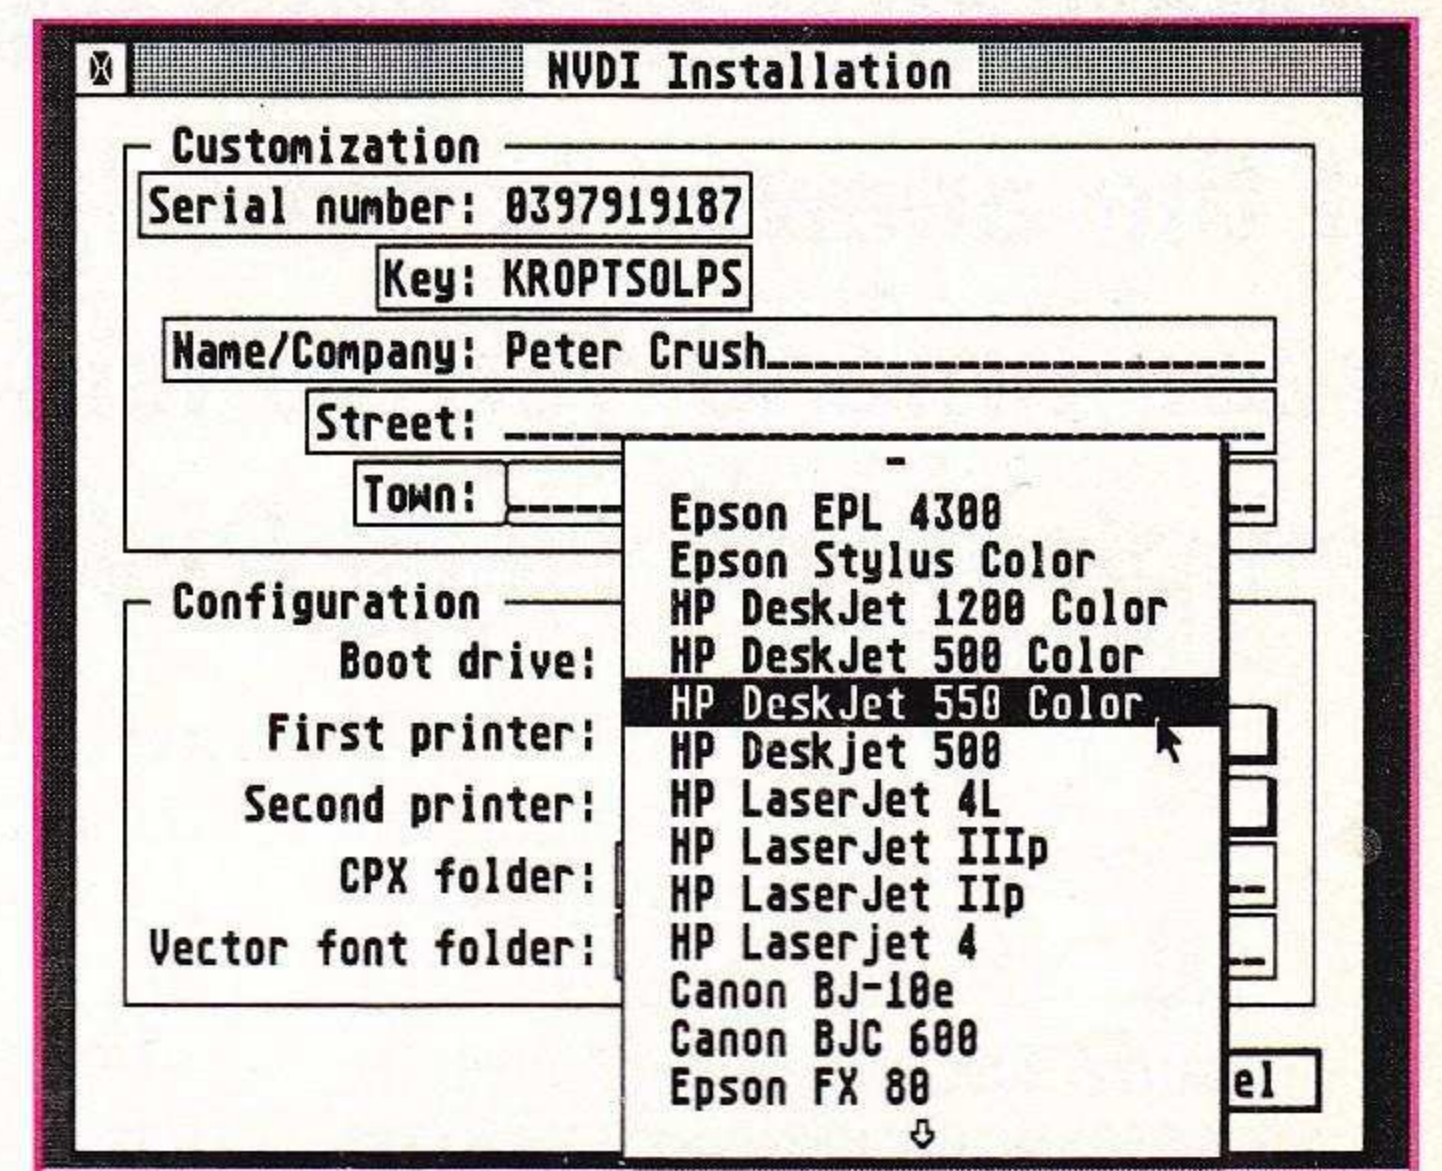 NVDI Installation
Customization
Serial number: 0397919187
Key: KROPTSOLPS
Name/Company: Peter Crush
Street:
Town:
Configuration
Boot drive:
First printer:
Second printer:
CPX folder:
Vector font folder:
-
Epson EPL 4300
Epson Stylus Color
HP DeskJet 1200 Color
HP DeskJet 500 Color
HP DeskJet 550 Color
HP Deskjet 500
HP LaserJet 4L
HP LaserJet IIIp
HP LaserJet IIp
HP Laserjet 4
Canon BJ-10e
Canon BJC 600
Epson FX 80
el